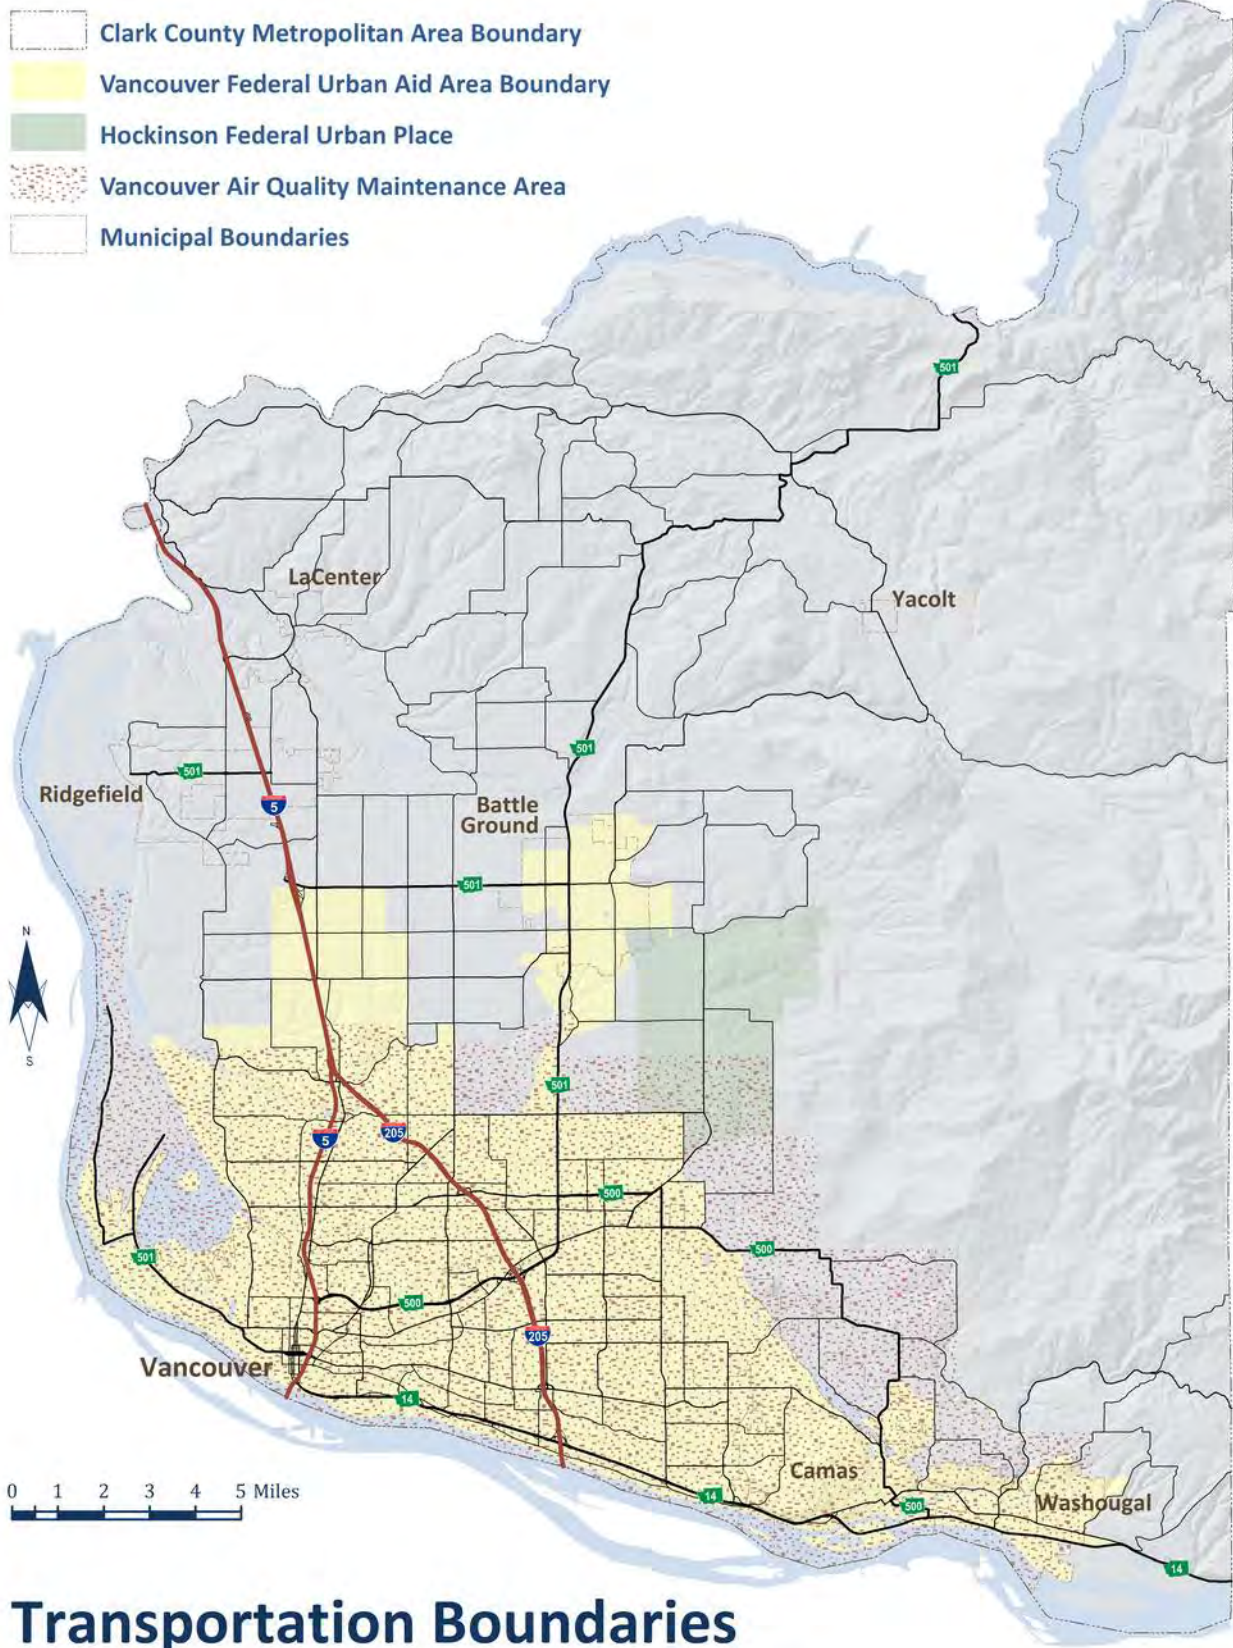 Clark County Metropolitan Area Boundary
Vancouver Federal Urban Aid Area Boundary
Hockinson Federal Urban Place
Vancouver Air Quality Maintenance Area
Municipal Boundaries
501
LaCenter
Yacolt
501
501
Ridgefield
5
Battle
Ground
501
N
S
501
5
205
500
501
500
500
205
Vancouver
14
Camas
0 1 2 3 4 5 Miles
14
500
Washougal
14
Transportation Boundaries